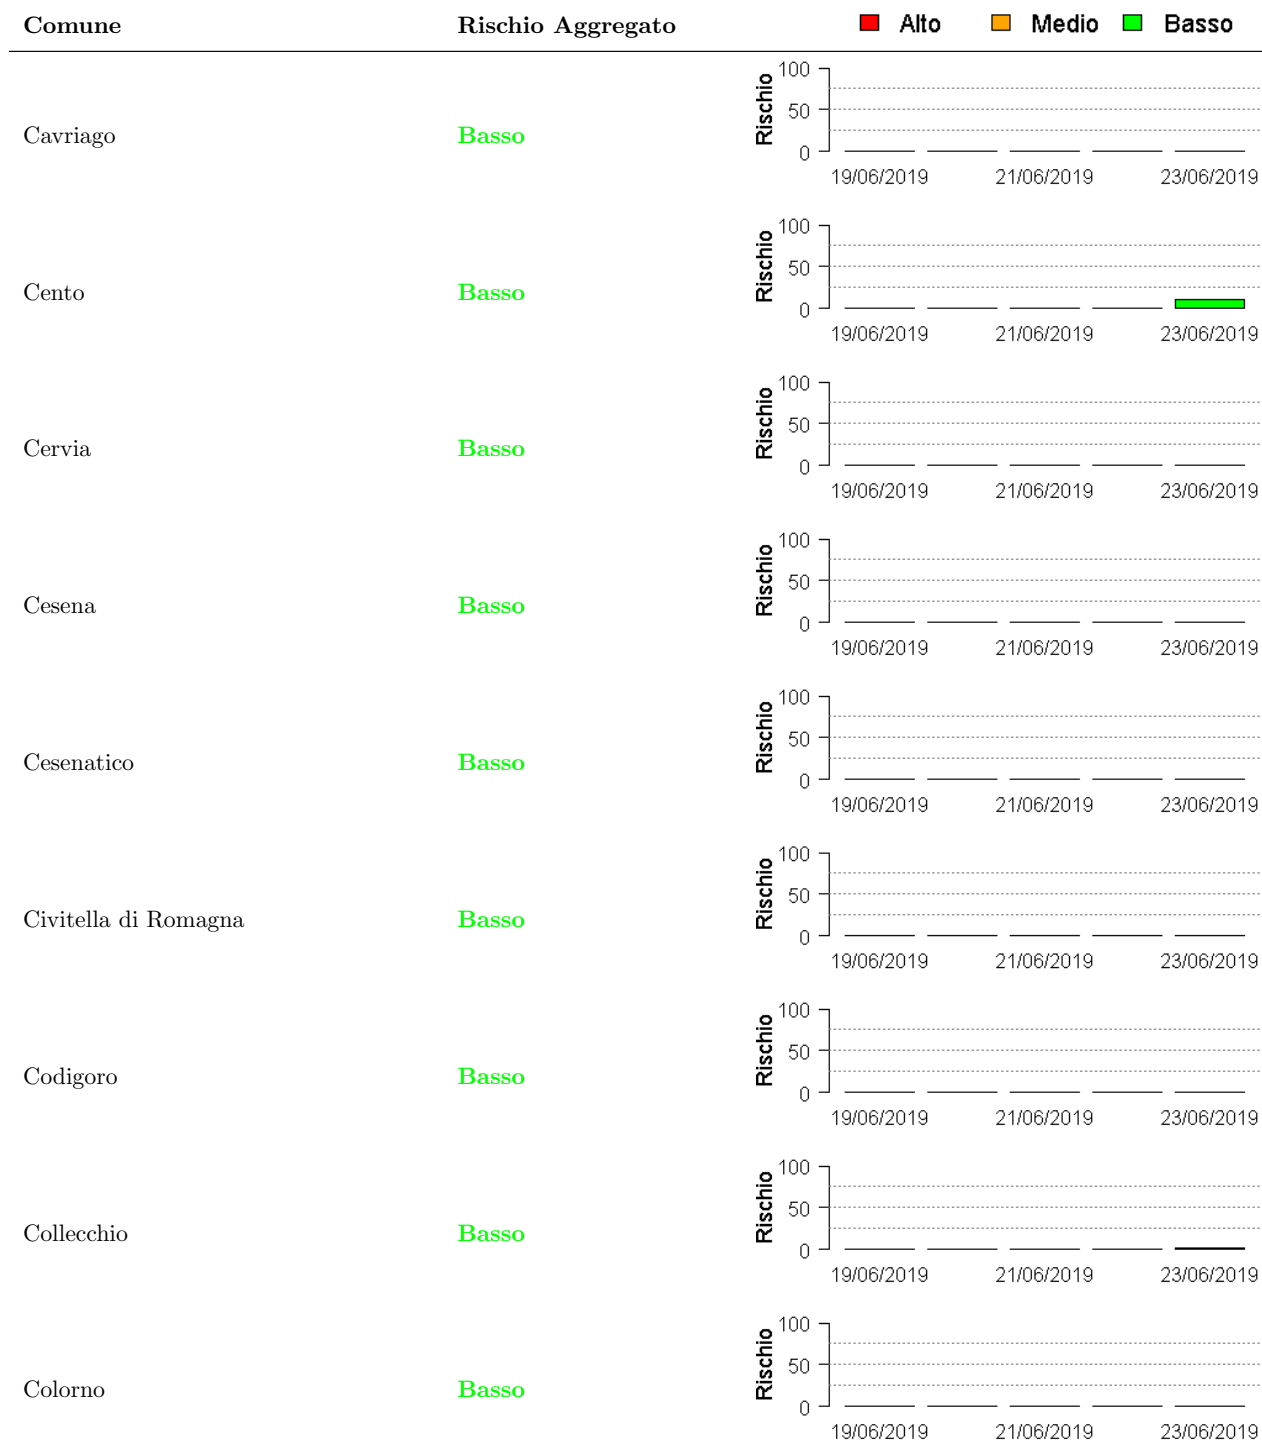 Comune Rischio Aggregato Alto Medio Basso
Cavriago Basso Rischio 100 50 0
19/06/2019 21/06/2019 23/06/2019
Cento Basso Rischio 100 50 0
19/06/2019 21/06/2019 23/06/2019
Cervia Basso Rischio 100 50 0
19/06/2019 21/06/2019 23/06/2019
Cesena Basso Rischio 100 50 0
19/06/2019 21/06/2019 23/06/2019
Cesenatico Basso Rischio 100 50 0
19/06/2019 21/06/2019 23/06/2019
Civitella di Romagna Basso Rischio 100 50 0
19/06/2019 21/06/2019 23/06/2019
Codigoro Basso Rischio 100 50 0
19/06/2019 21/06/2019 23/06/2019
Collecchio Basso Rischio 100 50 0
19/06/2019 21/06/2019 23/06/2019
Colorno Basso Rischio 100 50 0
19/06/2019 21/06/2019 23/06/2019